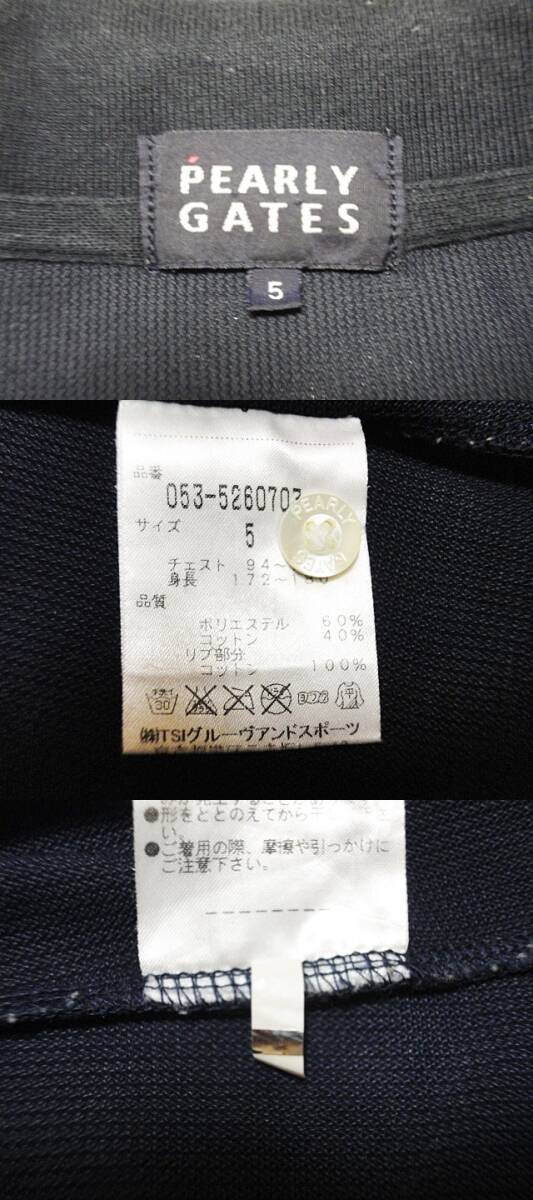 PEARLY
GATES
5
品番
053-5260703
サイズ
5
PEARLY
GATES
チェスト 94～
身長 172～180
品質
ポリエステル 60%
コットン 40%
リブ部分
コットン 100%
30
㈱TSIグルーヴアンドスポーツ
形をととのえてから
い。
●ご着用の際、摩擦や引っかけに
ご注意下さい。